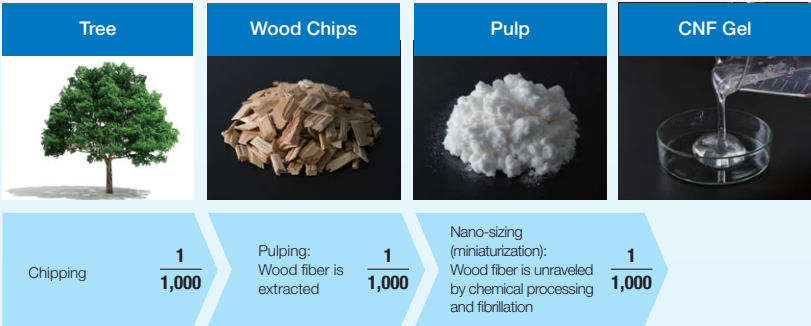 Tree
Wood Chips
Pulp
CNF Gel
Chipping
1
1,000
Pulping:
Wood fiber is
extracted
1
1,000
Nano-sizing
(miniaturization):
Wood fiber is unraveled
by chemical processing
and fibrillation
1
1,000